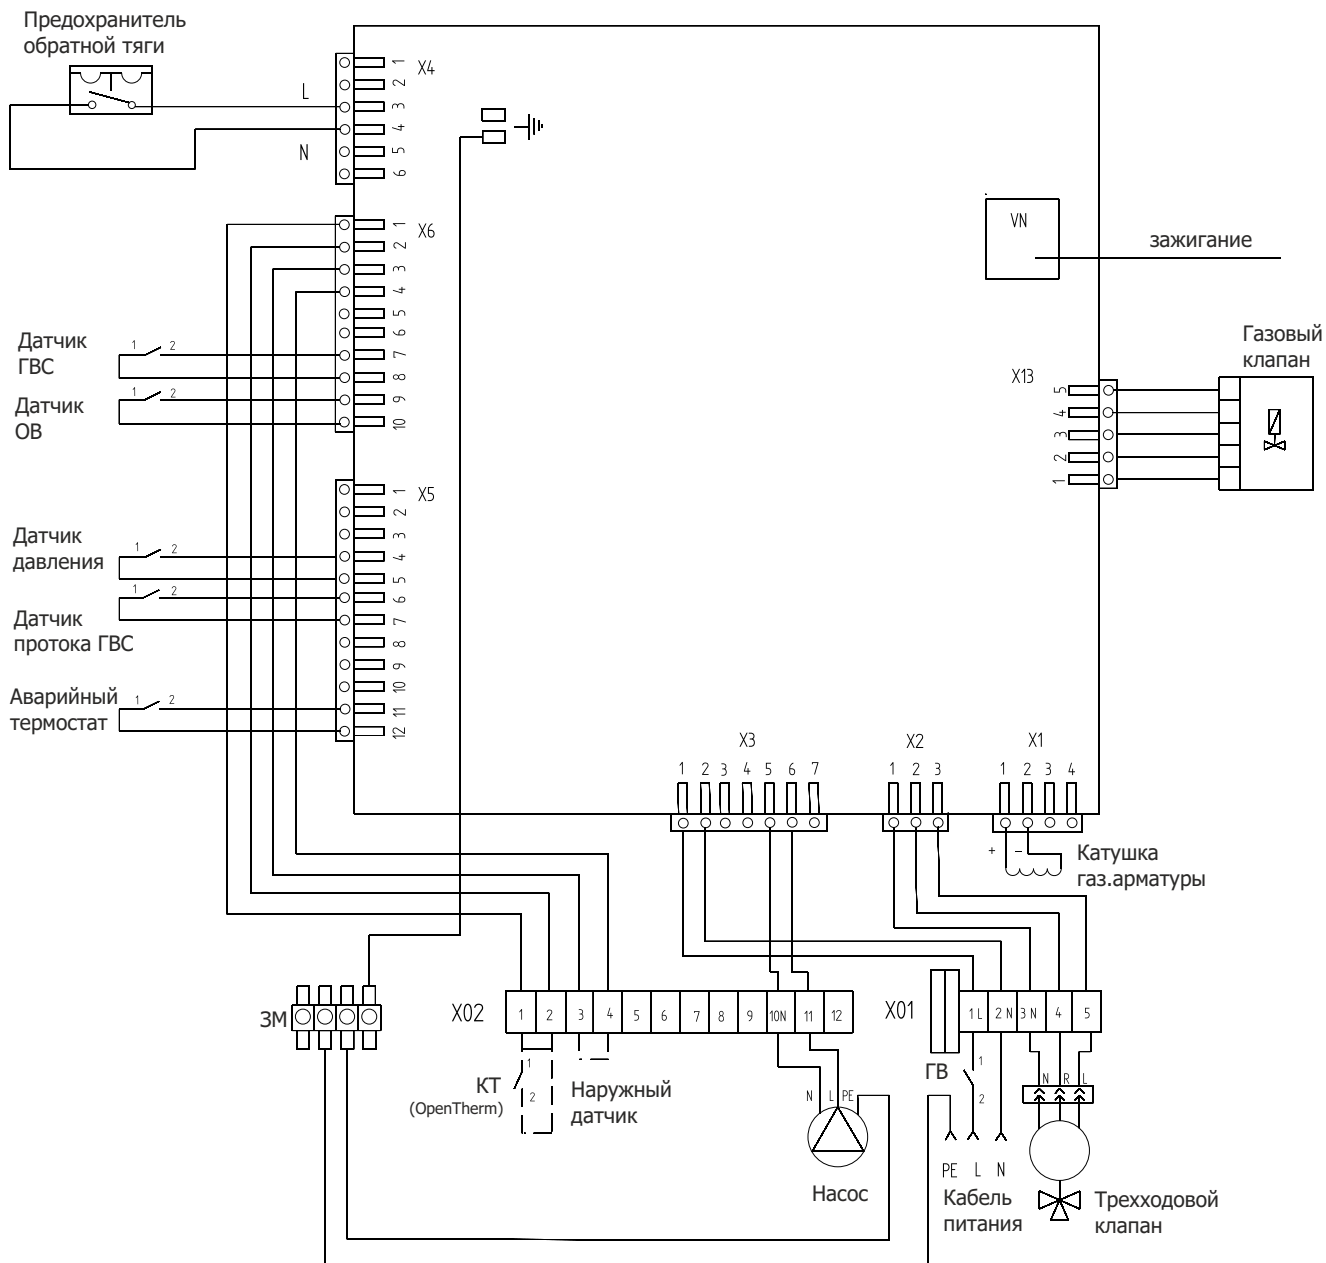 Предохранитель
обратной тяги
L
N
1
2
3
4
5
6
X4
VN
зажигание
1
2
3
4
5
6
7
8
9
10
X6
Датчик
ГВС
1 2
Датчик
ОВ
1 2
Газовый
клапан
X13
5
4
3
2
1
1
2
3
4
5
6
7
8
9
10
11
12
X5
Датчик
давления
1 2
1 2
Датчик
протока ГВС
Аварийный
термостат
1 2
X3
1 2 3 4 5 6 7
X2
1 2 3
X1
1 2 3 4
+ −
Катушка
газ.арматуры
ЗМ
X02
1 2 3 4 5 6 7 8 9 10N 11 12
X01
1 L 2 N 3 N 4 5
КТ
(OpenTherm)
1
2
Наружный
датчик
N L PE
Насос
ГВ
1
2
N R L
PE L N
Кабель
питания
Трехходовой
клапан